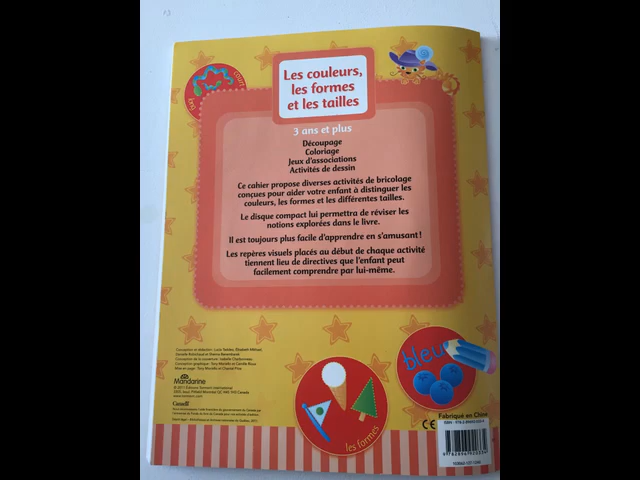 Les couleurs,
les formes
et les tailles
3 ans et plus
Découpage
Coloriage
Jeux d'associations
Activités de dessin
Ce cahier propose diverses activités de bricolage
conçues pour aider votre enfant à distinguer les
couleurs, les formes et les différentes tailles.
Le disque compact lui permettra de réviser les
notions explorées dans le livre.
Il est toujours plus facile d'apprendre en s'amusant!
Les repères visuels placés au début de chaque activité
tiennent lieu de directives que l'enfant peut
facilement comprendre par lui-même.
long
court
bleu
les formes
Mandarine
Canada
Fabriqué en Chine
CE